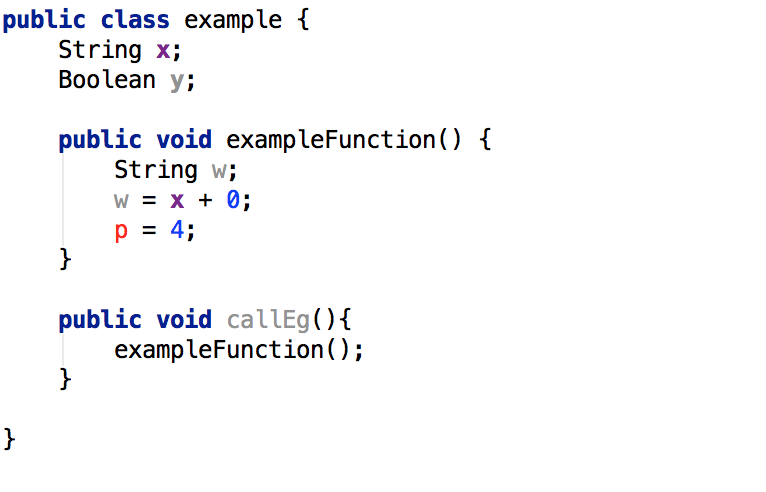 public class example {
    String x;
    Boolean y;

    public void exampleFunction() {
        String w;
        w = x + 0;
        p = 4;
    }

    public void callEg(){
        exampleFunction();
    }

}